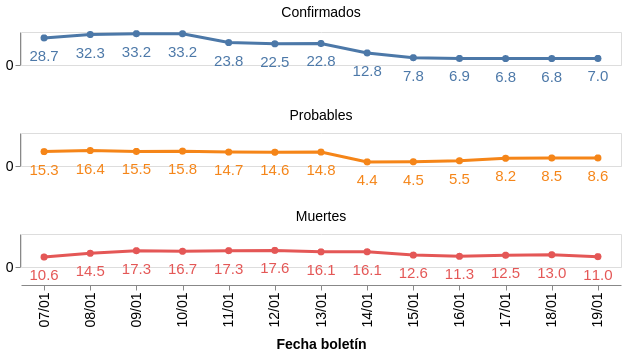 Confirmados
0
28.7 32.3 33.2 33.2 23.8 22.5 22.8 12.8 7.8 6.9 6.8 6.8 7.0
Probables
0
15.3 16.4 15.5 15.8 14.7 14.6 14.8 4.4 4.5 5.5 8.2 8.5 8.6
Muertes
0
10.6 14.5 17.3 16.7 17.3 17.6 16.1 16.1 12.6 11.3 12.5 13.0 11.0
07/01 08/01 09/01 10/01 11/01 12/01 13/01 14/01 15/01 16/01 17/01 18/01 19/01
Fecha boletín